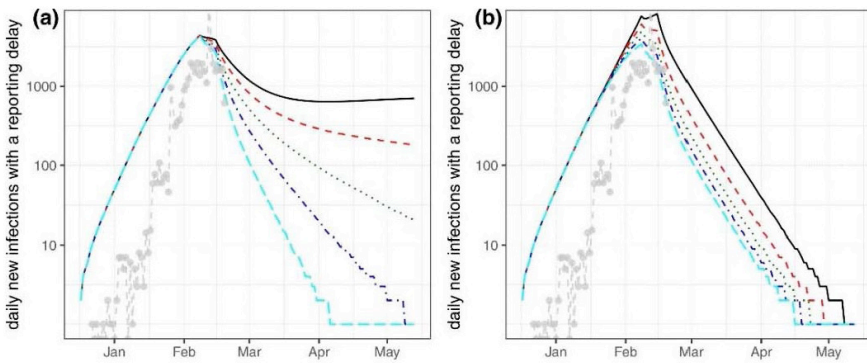 (a)
daily new infections with a reporting delay
1000
100
10
Jan
Feb
Mar
Apr
May
(b)
daily new infections with a reporting delay
1000
100
10
Jan
Feb
Mar
Apr
May